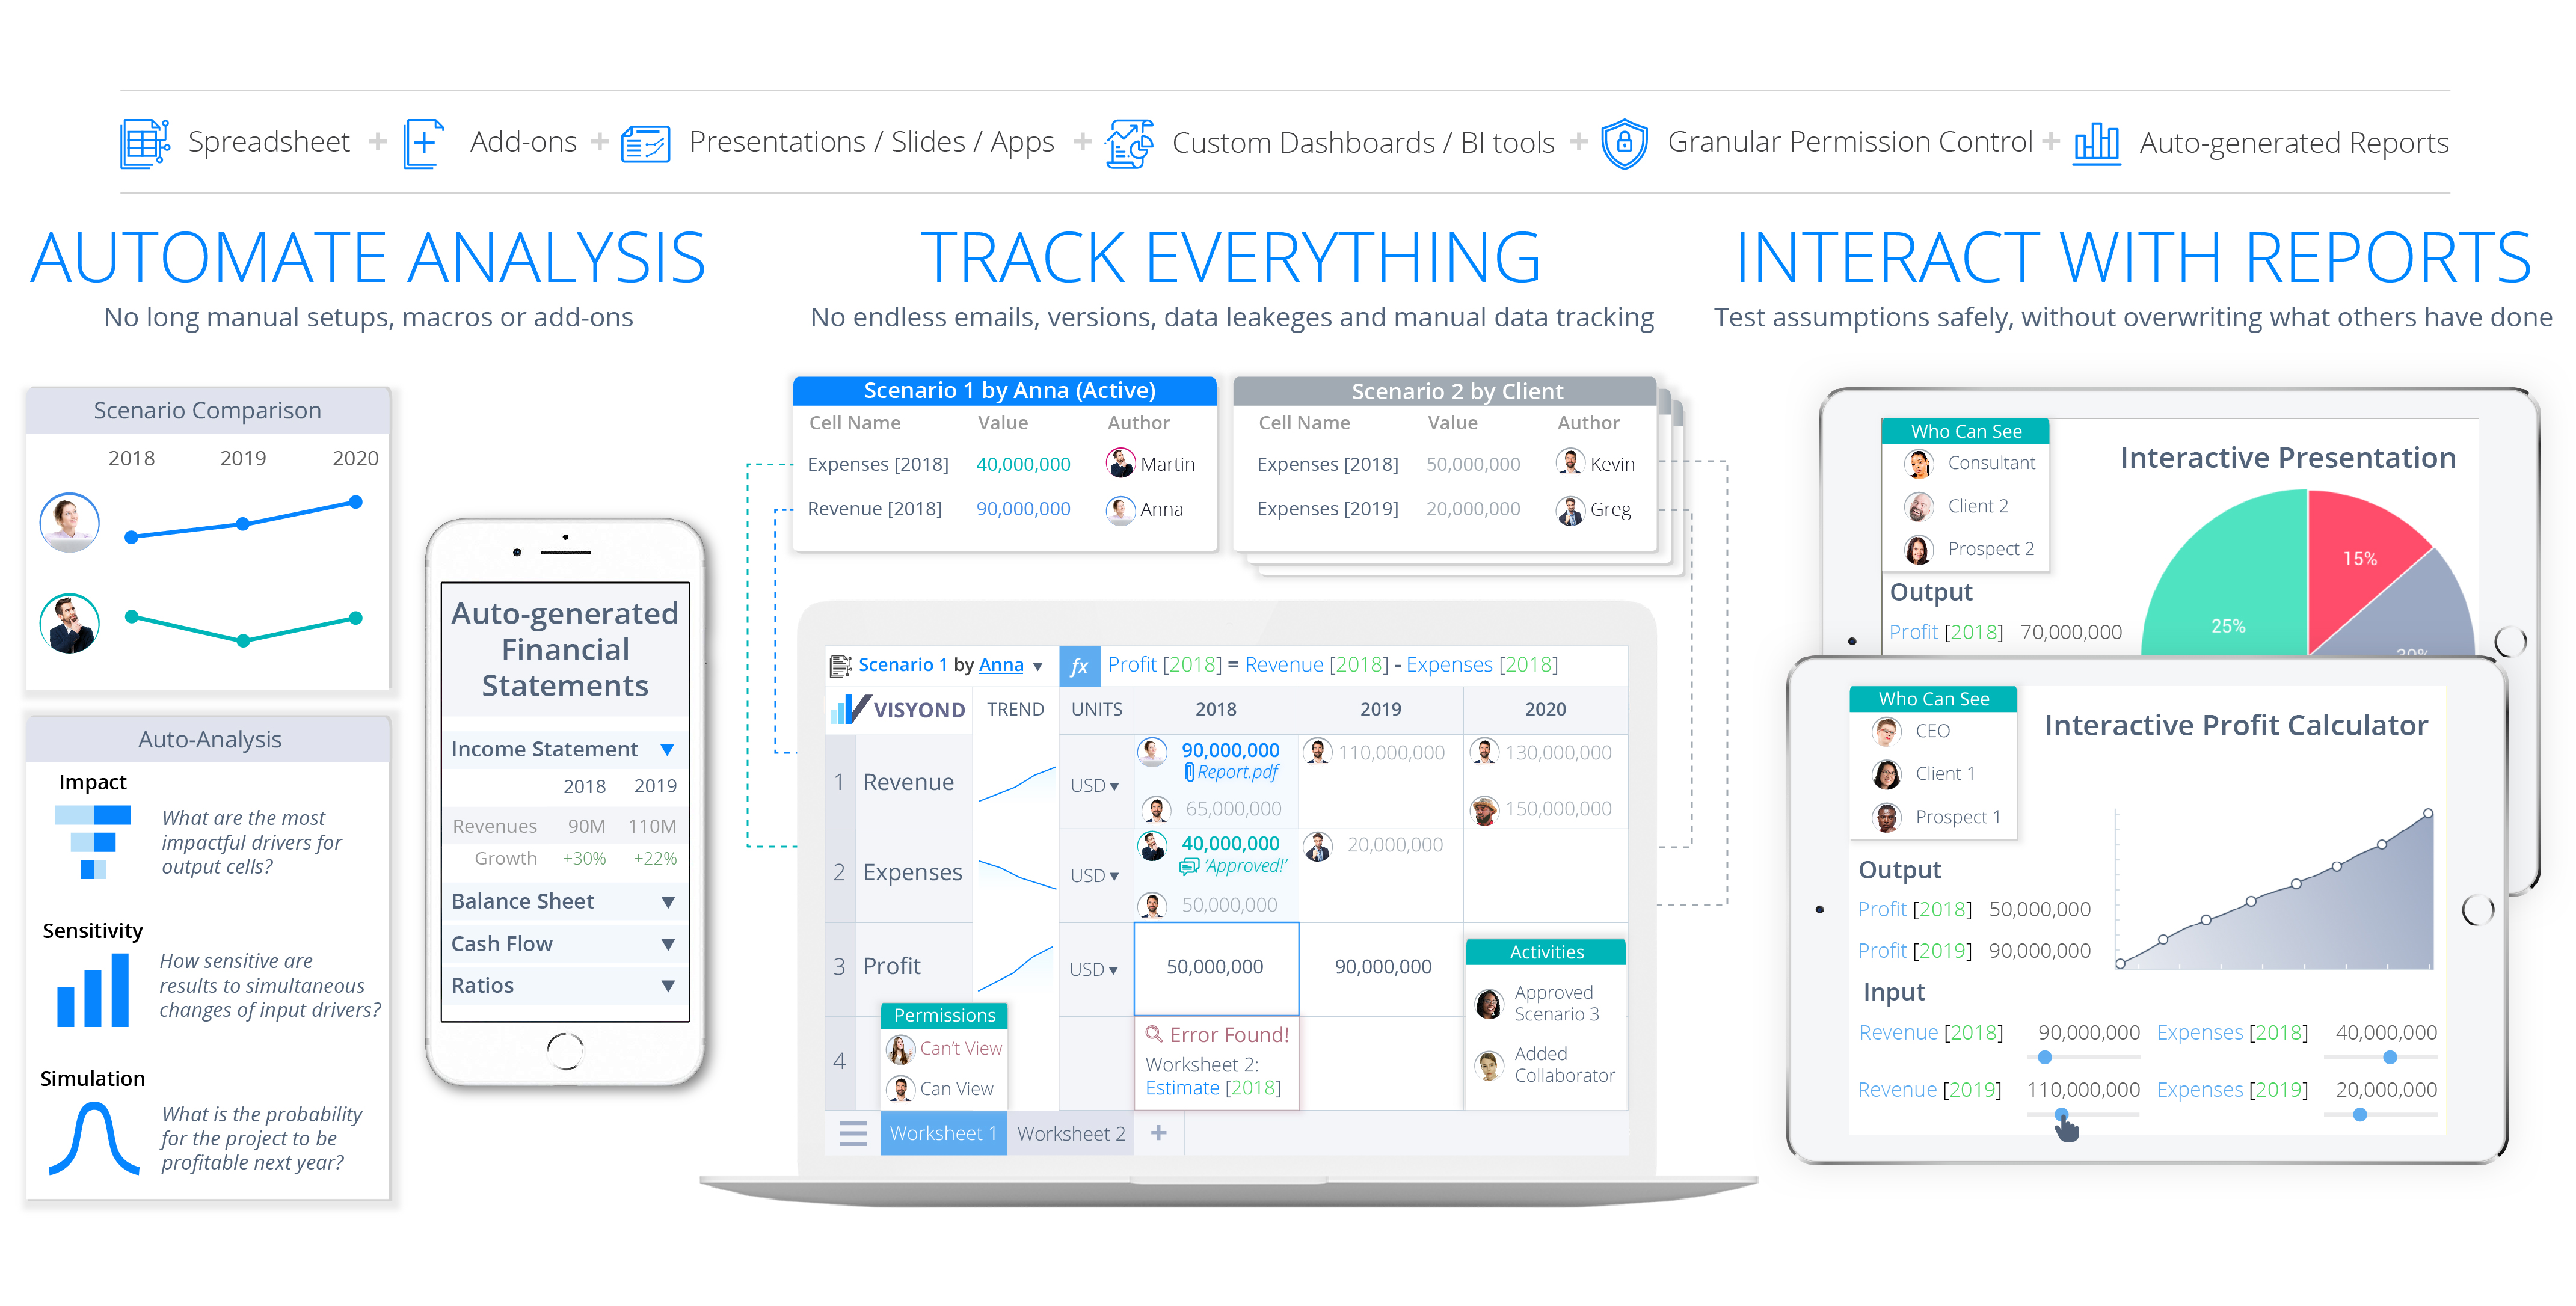 Spreadsheet + Add-ons + Presentations / Slides / Apps + Custom Dashboards / BI tools + Granular Permission Control + Auto-generated Reports
AUTOMATE ANALYSIS
No long manual setups, macros or add-ons
Scenario Comparison
2018 2019 2020
Auto-Analysis
Impact
What are the most
impactful drivers for
output cells?
Sensitivity
How sensitive are
results to simultaneous
changes of input drivers?
Simulation
What is the probability
for the project to be
profitable next year?
Auto-generated
Financial
Statements
Income Statement
2018 2019
Revenues 90M 110M
Growth +30% +22%
Balance Sheet
Cash Flow
Ratios
TRACK EVERYTHING
No endless emails, versions, data leakeges and manual data tracking
Scenario 1 by Anna (Active)
Cell Name Value Author
Expenses [2018] 40,000,000 Martin
Revenue [2018] 90,000,000 Anna
Scenario 2 by Client
Cell Name Value Author
Expenses [2018] 50,000,000 Kevin
Expenses [2019] 20,000,000 Greg
Scenario 1 by Anna fx Profit [2018] = Revenue [2018] - Expenses [2018]
VISYOND TREND UNITS 2018 2019 2020
1 Revenue USD 90,000,000 110,000,000 130,000,000
Report.pdf
65,000,000 150,000,000
2 Expenses USD 40,000,000 20,000,000
'Approved!'
50,000,000
3 Profit USD 50,000,000 90,000,000
4
Permissions
Can't View
Can View
Error Found!
Worksheet 2:
Estimate [2018]
Activities
Approved
Scenario 3
Added
Collaborator
Worksheet 1 Worksheet 2 +
INTERACT WITH REPORTS
Test assumptions safely, without overwriting what others have done
Who Can See
Consultant
Client 2
Prospect 2
Interactive Presentation
Output
Profit [2018] 70,000,000
25%
15%
Who Can See
CEO
Client 1
Prospect 1
Interactive Profit Calculator
Output
Profit [2018] 50,000,000
Profit [2019] 90,000,000
Input
Revenue [2018] 90,000,000 Expenses [2018] 40,000,000
Revenue [2019] 110,000,000 Expenses [2019] 20,000,000